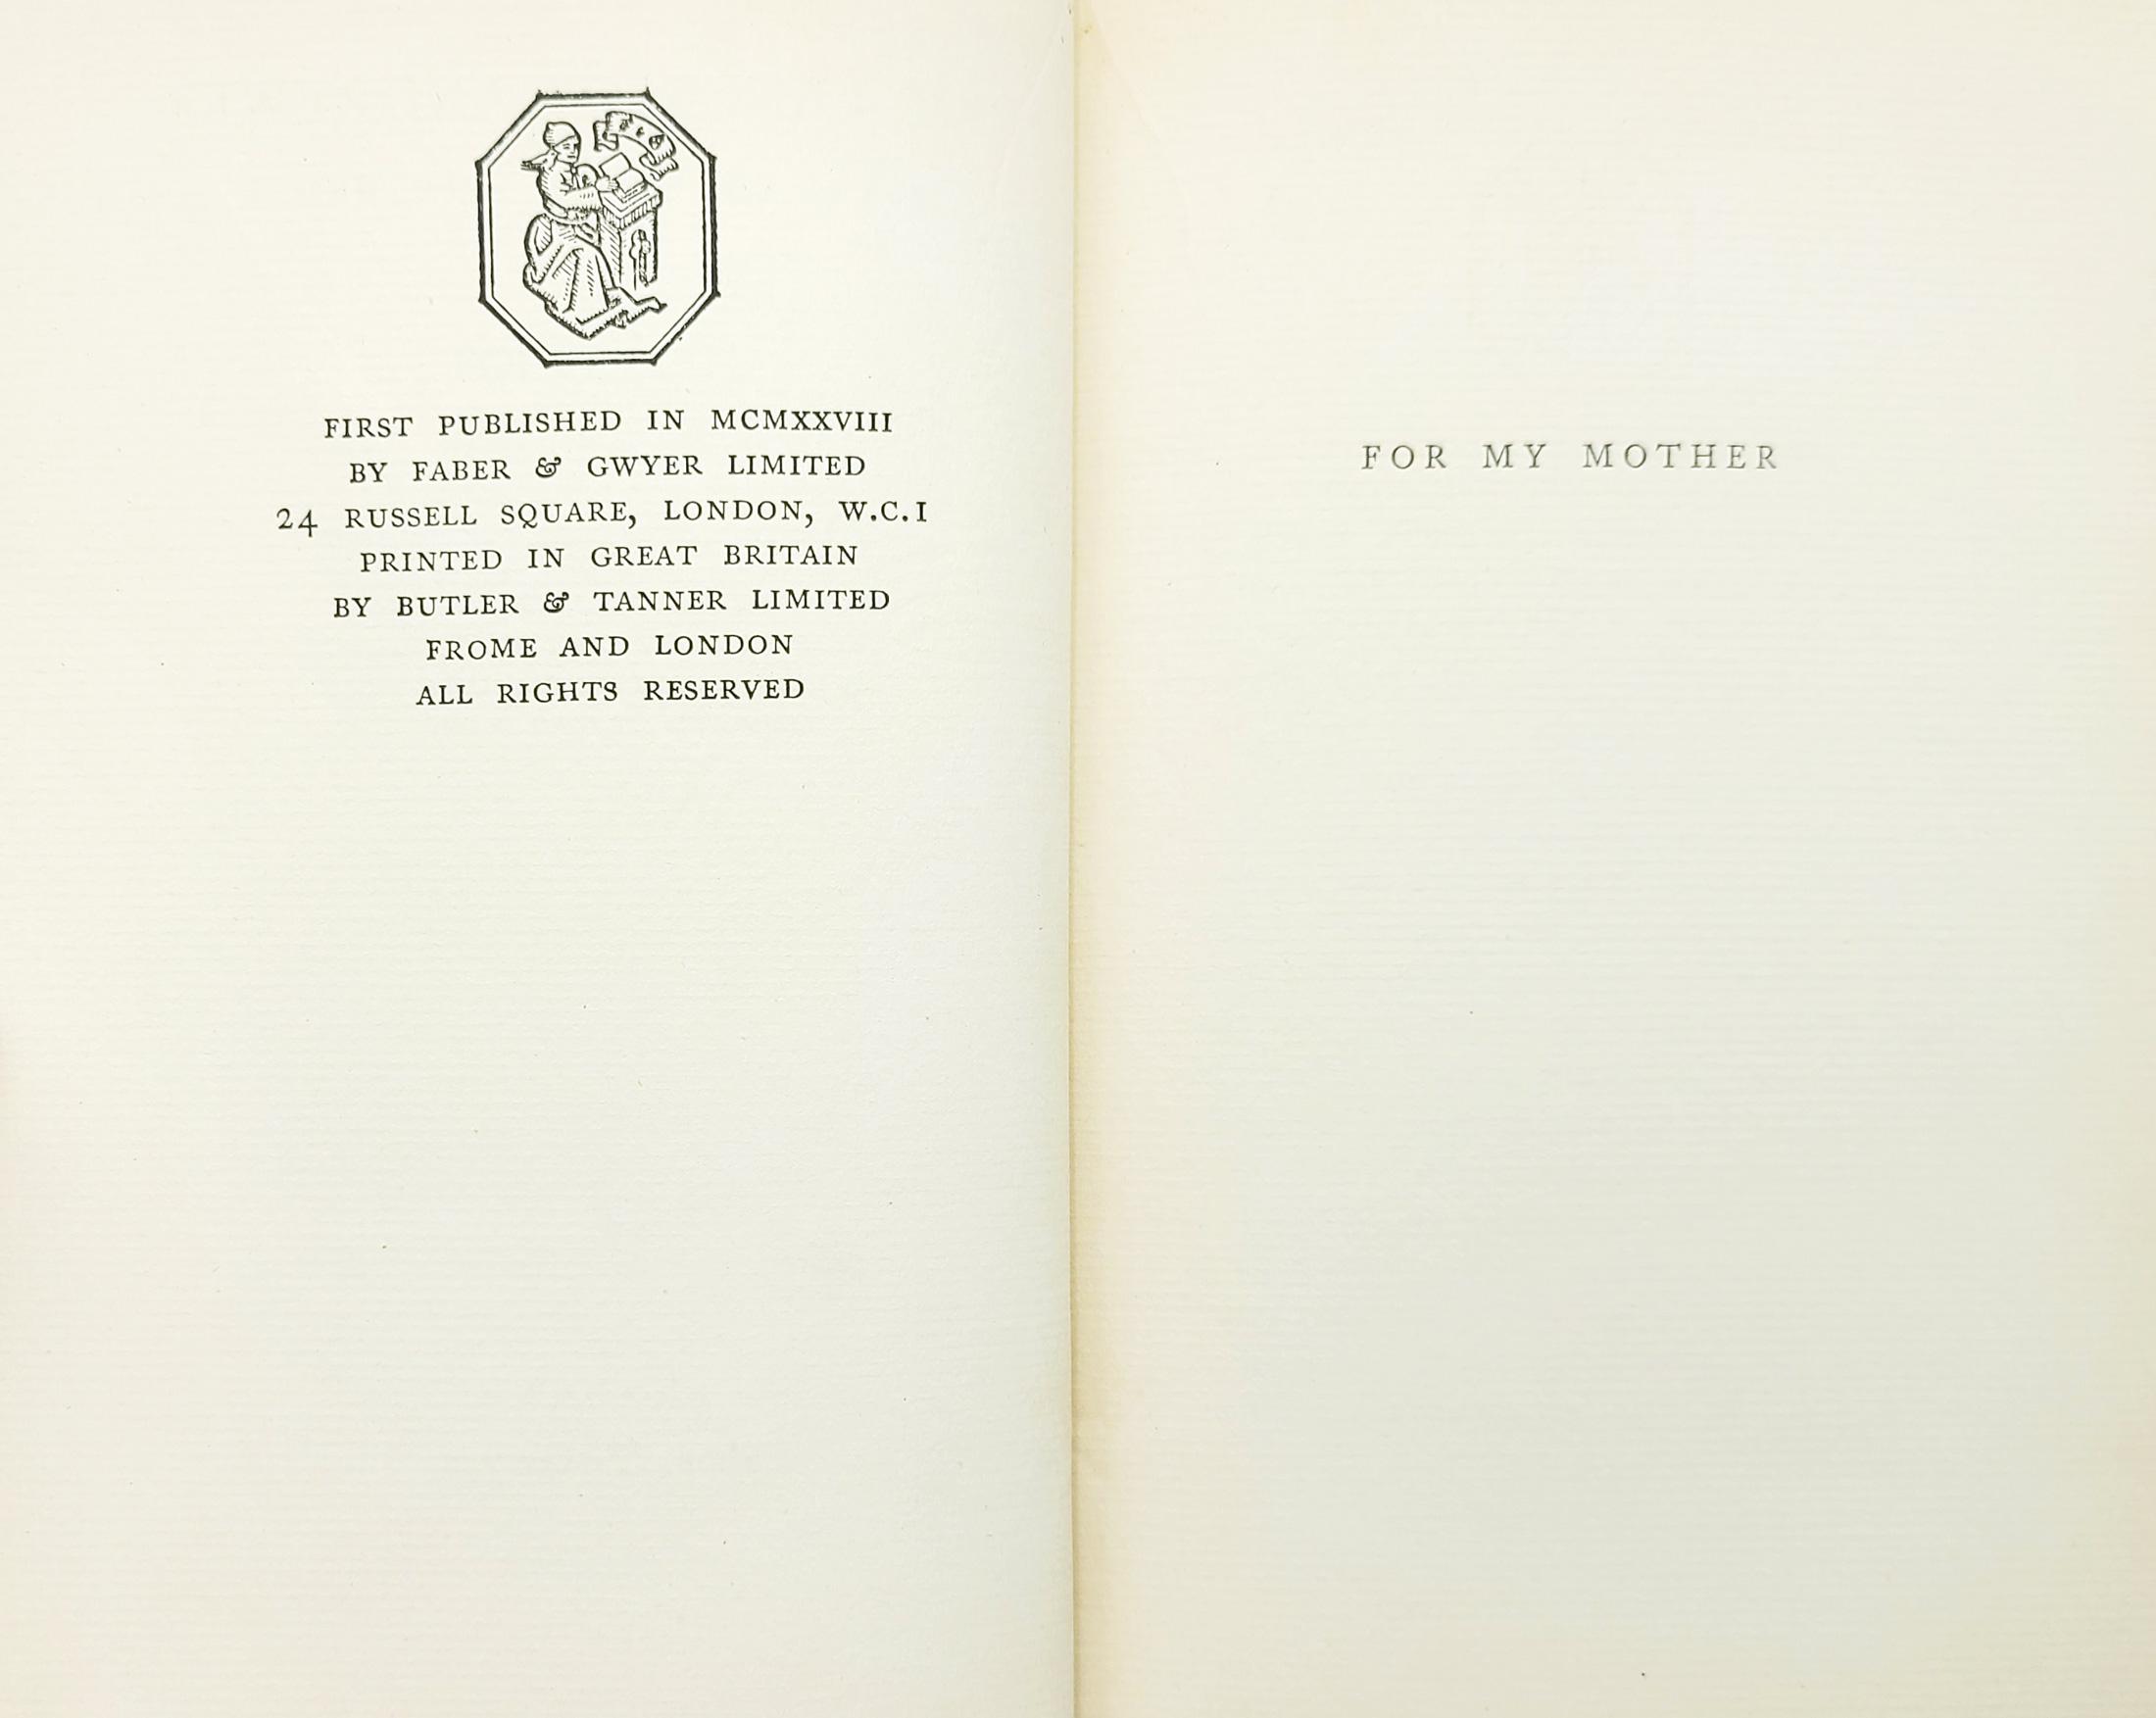 FIRST PUBLISHED IN MCMXXVIII
BY FABER & GWYER LIMITED
24 RUSSELL SQUARE, LONDON, W.C.1
PRINTED IN GREAT BRITAIN
BY BUTLER & TANNER LIMITED
FROME AND LONDON
ALL RIGHTS RESERVED
FOR MY MOTHER